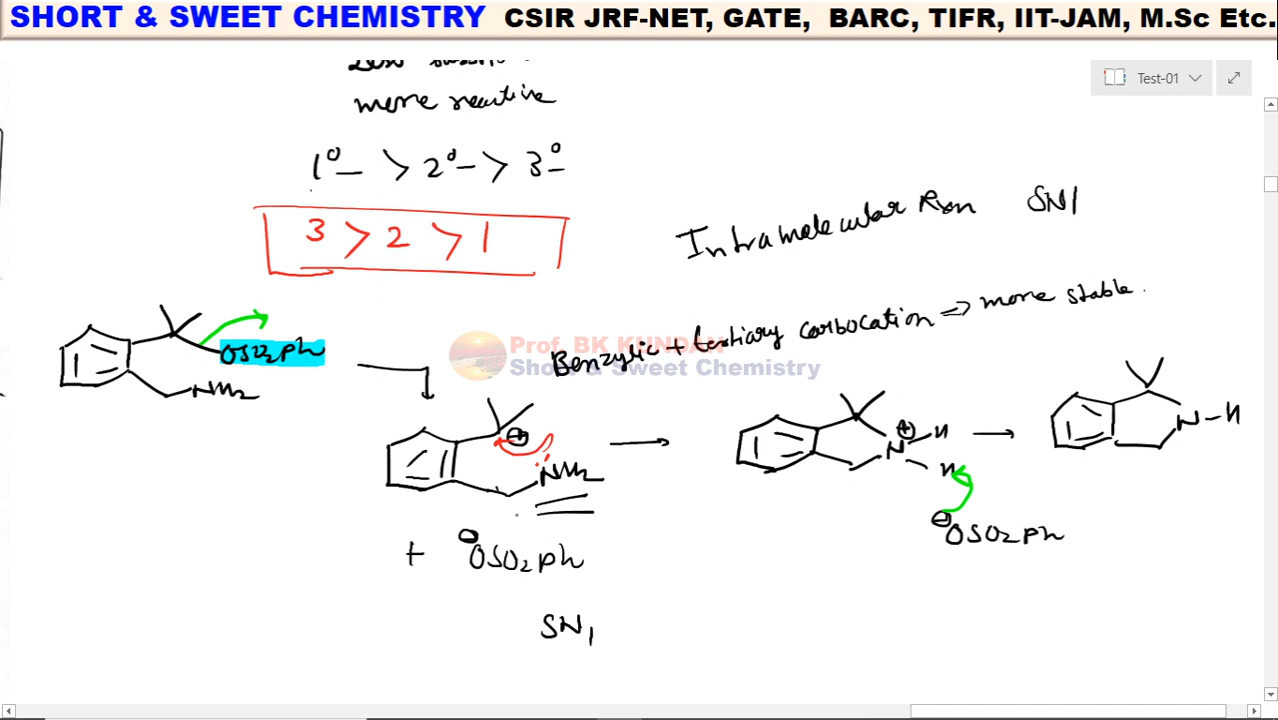 SHORT & SWEET CHEMISTRY CSIR JRF-NET, GATE, BARC, TIFR, IIT-JAM, M.Sc Etc.
Test-01
more reactive
1° > 2° > 3°
3 > 2 > 1
Intramolecular Rxn SN1
Benzylic + tertiary carbocation => more stable.
Prof. BK KUNDAN
Short & Sweet Chemistry
OSO2Ph
NH2
⊕
NH2
⊕
N
H
H
N-H
+ ⊖OSO2Ph
⊖OSO2Ph
SN1